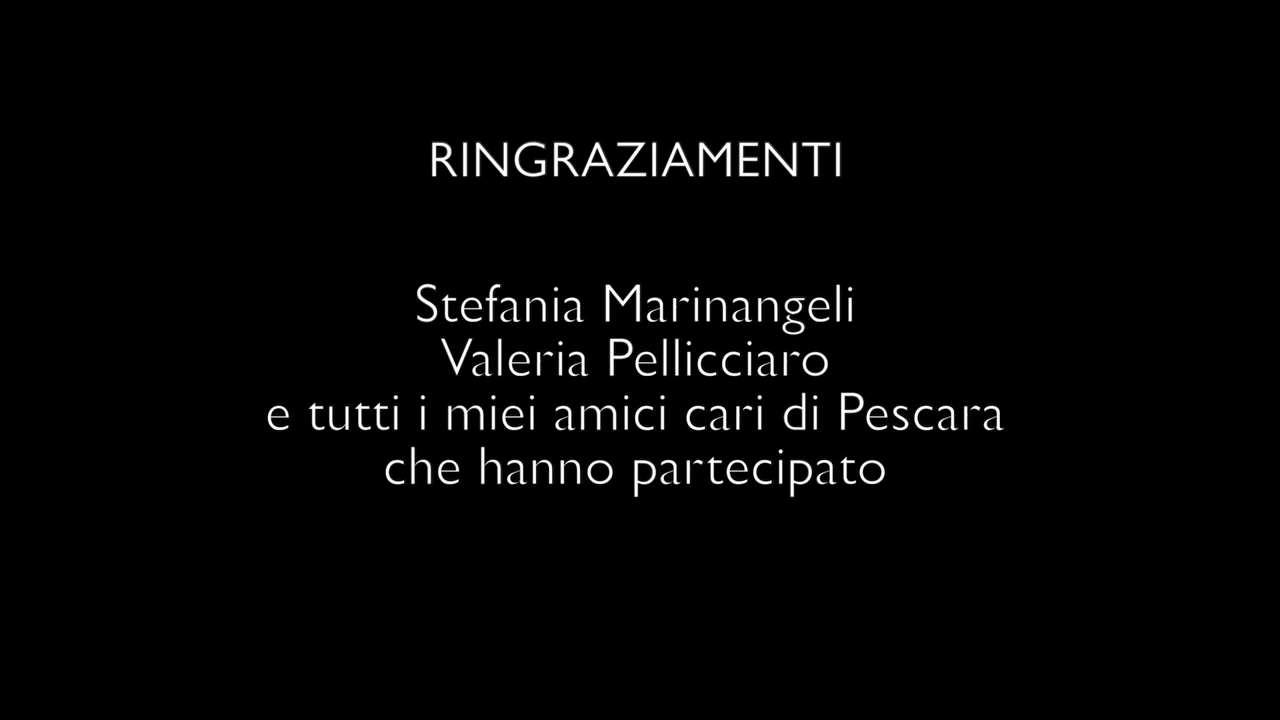 RINGRAZIAMENTI
Stefania Marinangeli
Valeria Pellicciaro
e tutti i miei amici cari di Pescara
che hanno partecipato